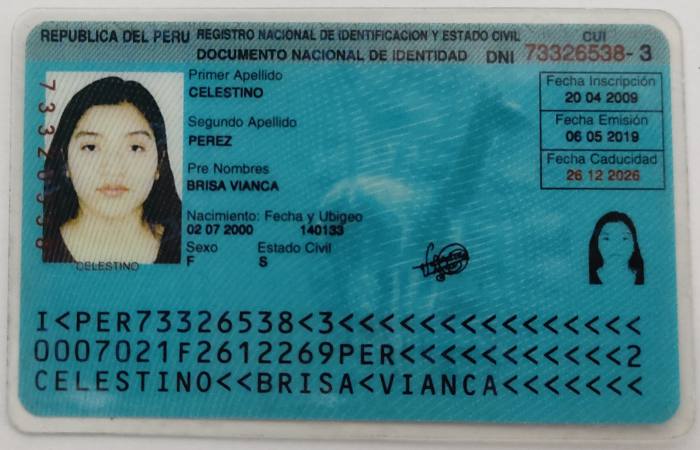 REPUBLICA DEL PERU REGISTRO NACIONAL DE IDENTIFICACION Y ESTADO CIVIL CUI
DOCUMENTO NACIONAL DE IDENTIDAD DNI 73326538-3
Primer Apellido
CELESTINO
Segundo Apellido
PEREZ
Pre Nombres
BRISA VIANCA
Nacimiento: Fecha y Ubigeo
02 07 2000 140133
Sexo Estado Civil
F S
Fecha Inscripción
20 04 2009
Fecha Emisión
06 05 2019
Fecha Caducidad
26 12 2026
73326538
CELESTINO
I<PER73326538<3<<<<<<<<<<<<<<<
0007021F2612269PER<<<<<<<<<<<2
CELESTINO<<BRISA<VIANCA<<<<<<<